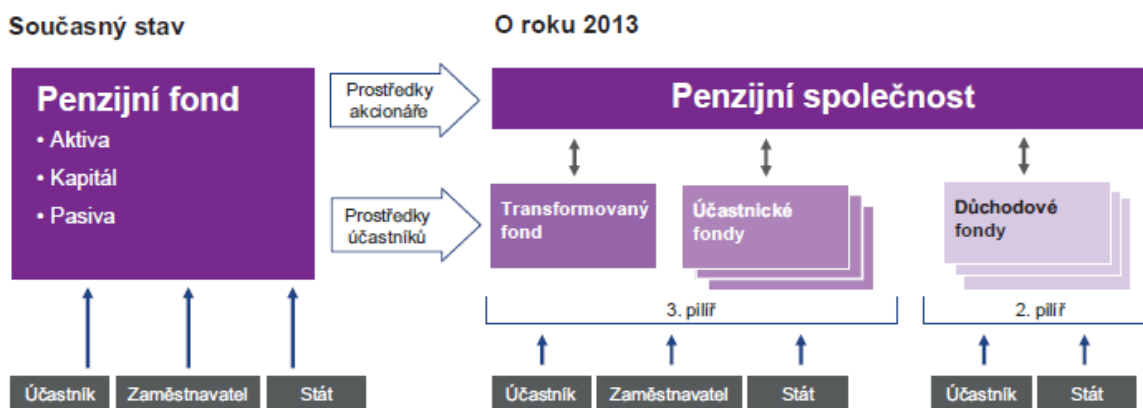 Současný stav
O roku 2013
Penzijní fond
• Aktiva
• Kapitál
• Pasiva
Prostředky
akcionáře
Prostředky
účastníků
Penzijní společnost
Transformovaný
fond
Účastnické
fondy
Důchodové
fondy
3. pilíř
2. pilíř
Účastník
Zaměstnavatel
Stát
Účastník
Zaměstnavatel
Stát
Účastník
Stát